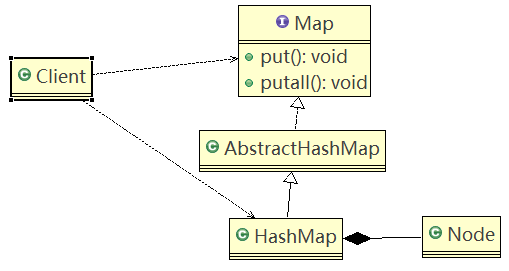 Map
put(): void
putall(): void
Client
AbstractHashMap
HashMap
Node